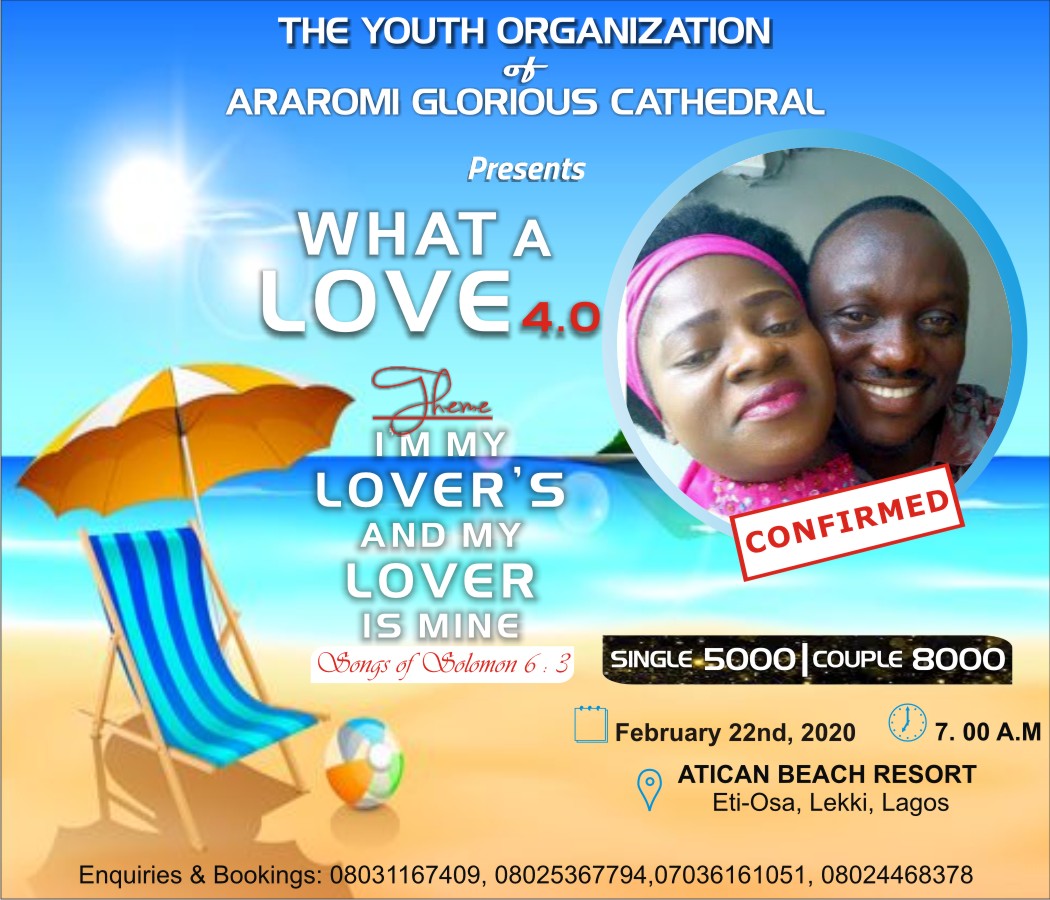 THE YOUTH ORGANIZATION
of
ARAROMI GLORIOUS CATHEDRAL
Presents
WHAT A
LOVE 4.0
Theme
I'M MY
LOVER'S
AND MY
LOVER
IS MINE
Songs of Solomon 6 : 3
CONFIRMED
SINGLE 5000|COUPLE 8000
February 22nd, 2020 7. 00 A.M
ATICAN BEACH RESORT
Eti-Osa, Lekki, Lagos
Enquiries & Bookings: 08031167409, 08025367794,07036161051, 08024468378